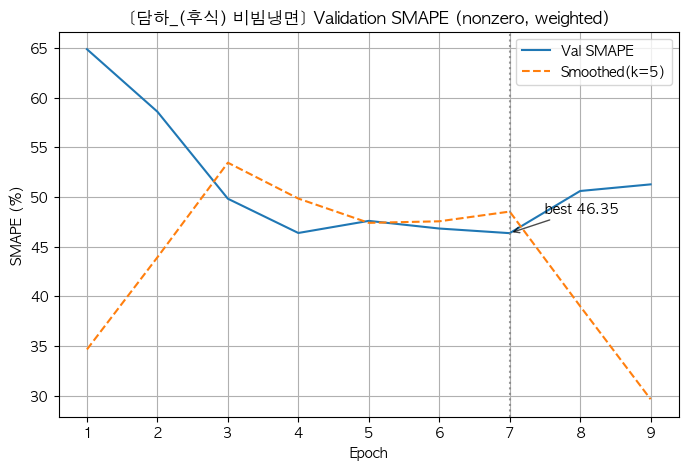 [담하_(후식) 비빔냉면] Validation SMAPE (nonzero, weighted)
Val SMAPE
Smoothed(k=5)
best 46.35
SMAPE (%)
65
60
55
50
45
40
35
30
1 2 3 4 5 6 7 8 9
Epoch